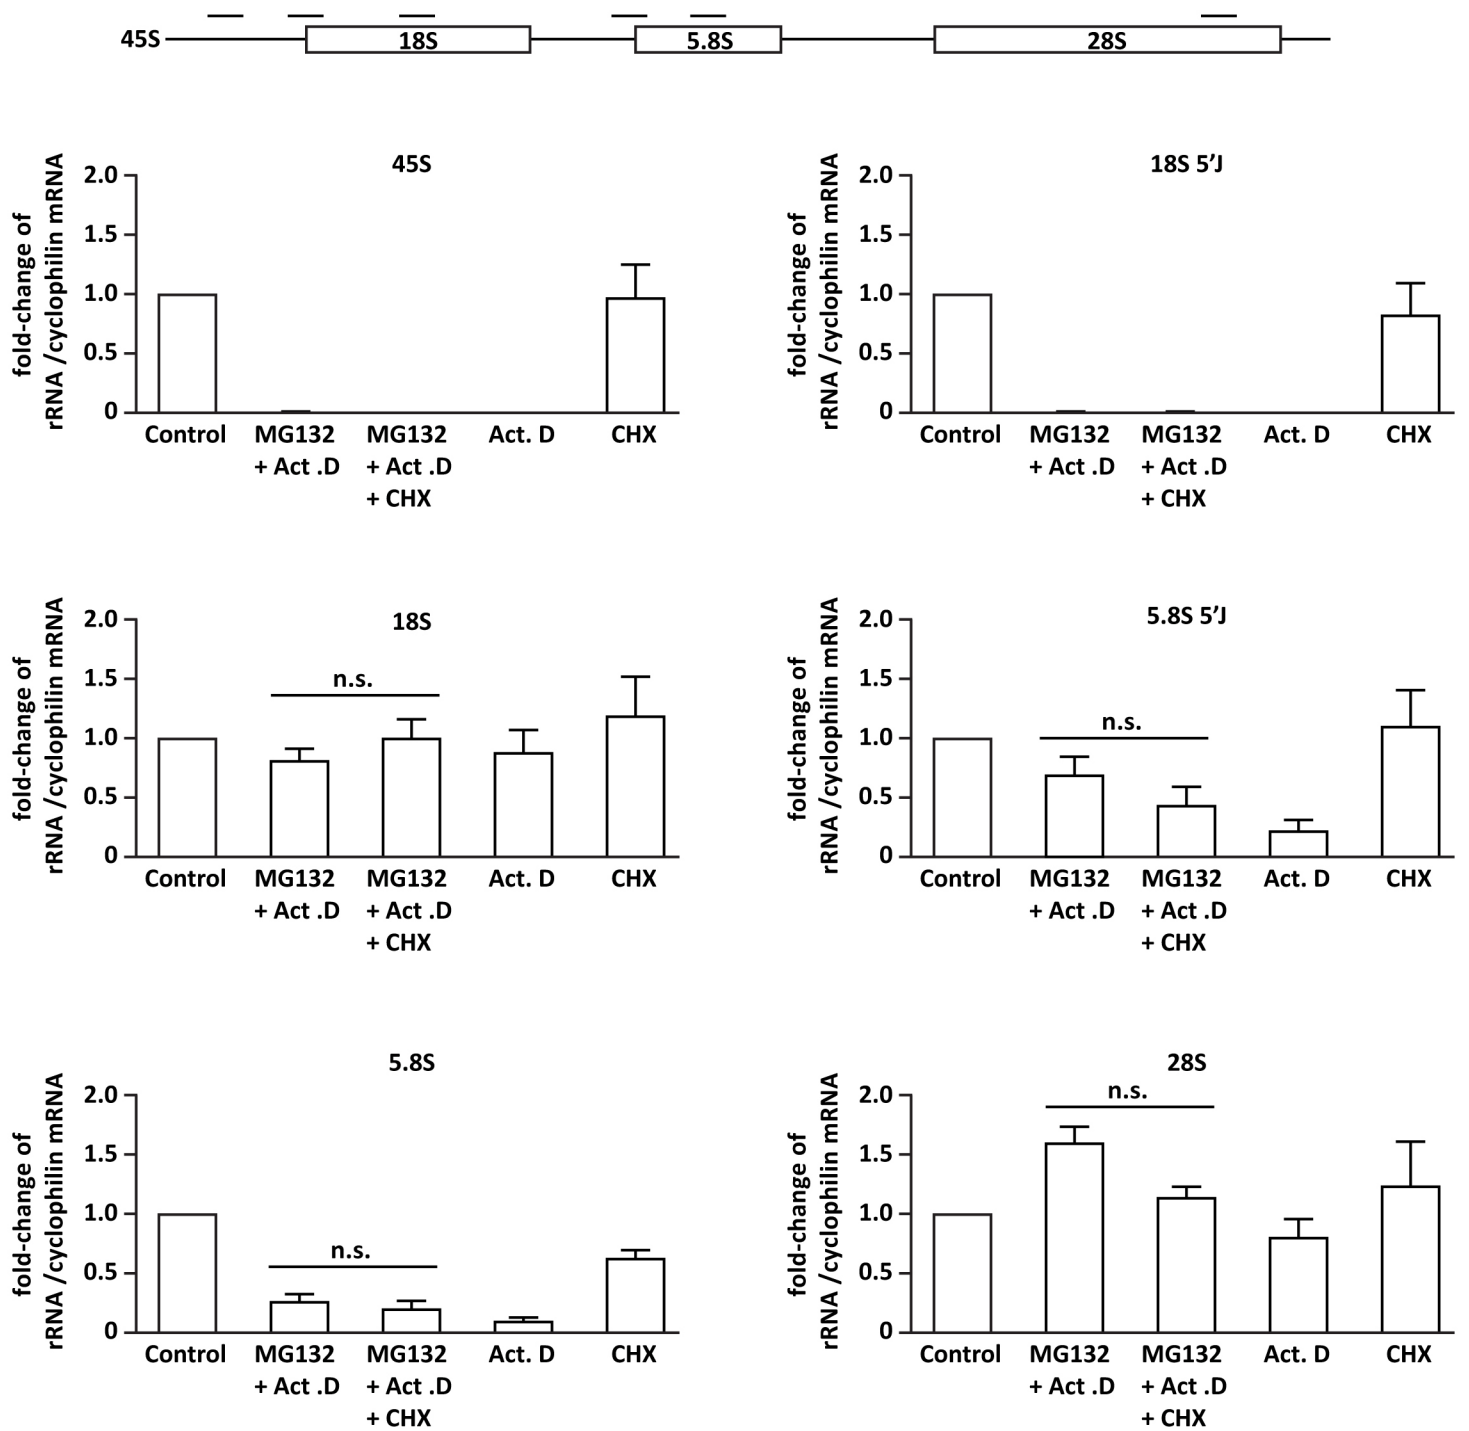 45S 18S 5.8S 28S
45S
fold-change of
rRNA /cyclophilin mRNA
2.0
1.5
1.0
0.5
0
Control MG132 MG132 Act. D CHX
+ Act .D + Act .D
+ CHX
18S 5'J
fold-change of
rRNA /cyclophilin mRNA
2.0
1.5
1.0
0.5
0
Control MG132 MG132 Act. D CHX
+ Act .D + Act .D
+ CHX
18S
fold-change of
rRNA /cyclophilin mRNA
2.0
1.5
1.0
0.5
0
n.s.
Control MG132 MG132 Act. D CHX
+ Act .D + Act .D
+ CHX
5.8S 5'J
fold-change of
rRNA /cyclophilin mRNA
2.0
1.5
1.0
0.5
0
n.s.
Control MG132 MG132 Act. D CHX
+ Act .D + Act .D
+ CHX
5.8S
fold-change of
rRNA /cyclophilin mRNA
2.0
1.5
1.0
0.5
0
n.s.
Control MG132 MG132 Act. D CHX
+ Act .D + Act .D
+ CHX
28S
fold-change of
rRNA /cyclophilin mRNA
2.0
1.5
1.0
0.5
0
n.s.
Control MG132 MG132 Act. D CHX
+ Act .D + Act .D
+ CHX